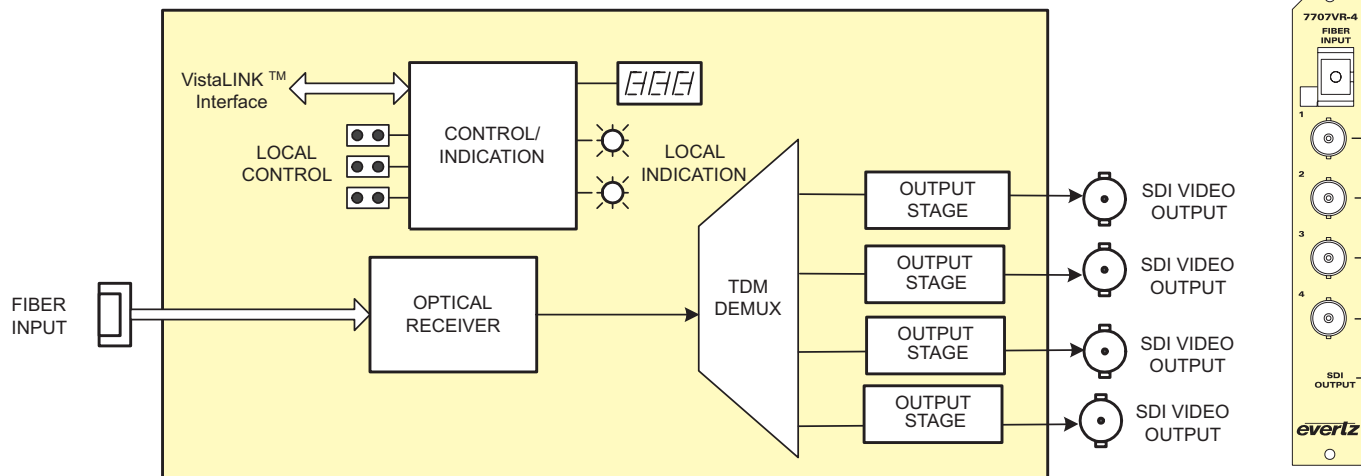 VistaLINK TM
Interface
LOCAL
CONTROL
CONTROL/
INDICATION
LOCAL
INDICATION
FIBER
INPUT
OPTICAL
RECEIVER
TDM
DEMUX
OUTPUT
STAGE
SDI VIDEO
OUTPUT
OUTPUT
STAGE
SDI VIDEO
OUTPUT
OUTPUT
STAGE
SDI VIDEO
OUTPUT
OUTPUT
STAGE
SDI VIDEO
OUTPUT
7707VR-4
FIBER
INPUT
1
2
3
4
SDI
OUTPUT
evertz